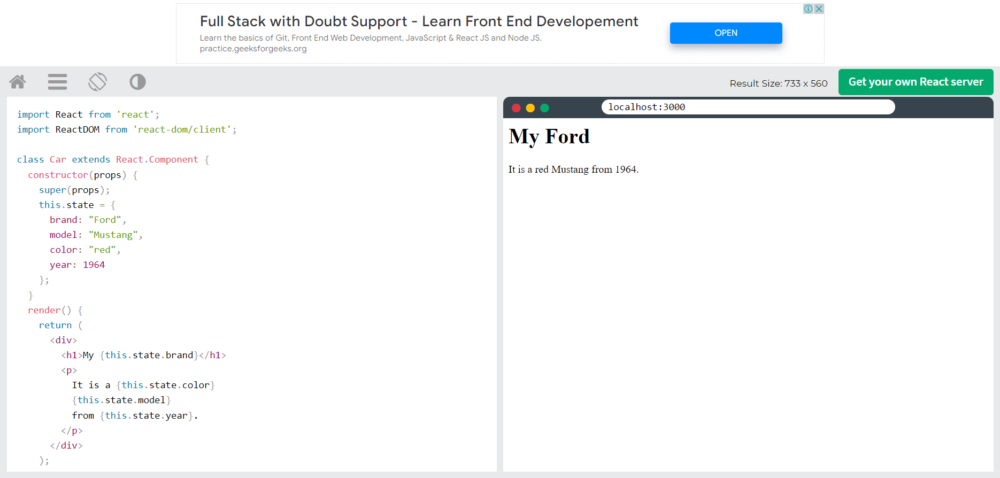 Full Stack with Doubt Support - Learn Front End Developement
Learn the basics of Git, Front End Web Development, JavaScript & React JS and Node JS.
practice.geeksforgeeks.org
OPEN
Result Size: 733 x 560
Get your own React server
import React from 'react';
import ReactDOM from 'react-dom/client';
class Car extends React.Component {
constructor(props) {
super(props);
this.state = {
brand: "Ford",
model: "Mustang",
color: "red",
year: 1964
};
}
render() {
return (
<div>
<h1>My {this.state.brand}</h1>
<p>
It is a {this.state.color}
{this.state.model}
from {this.state.year}.
</p>
</div>
);
localhost:3000
My Ford
It is a red Mustang from 1964.